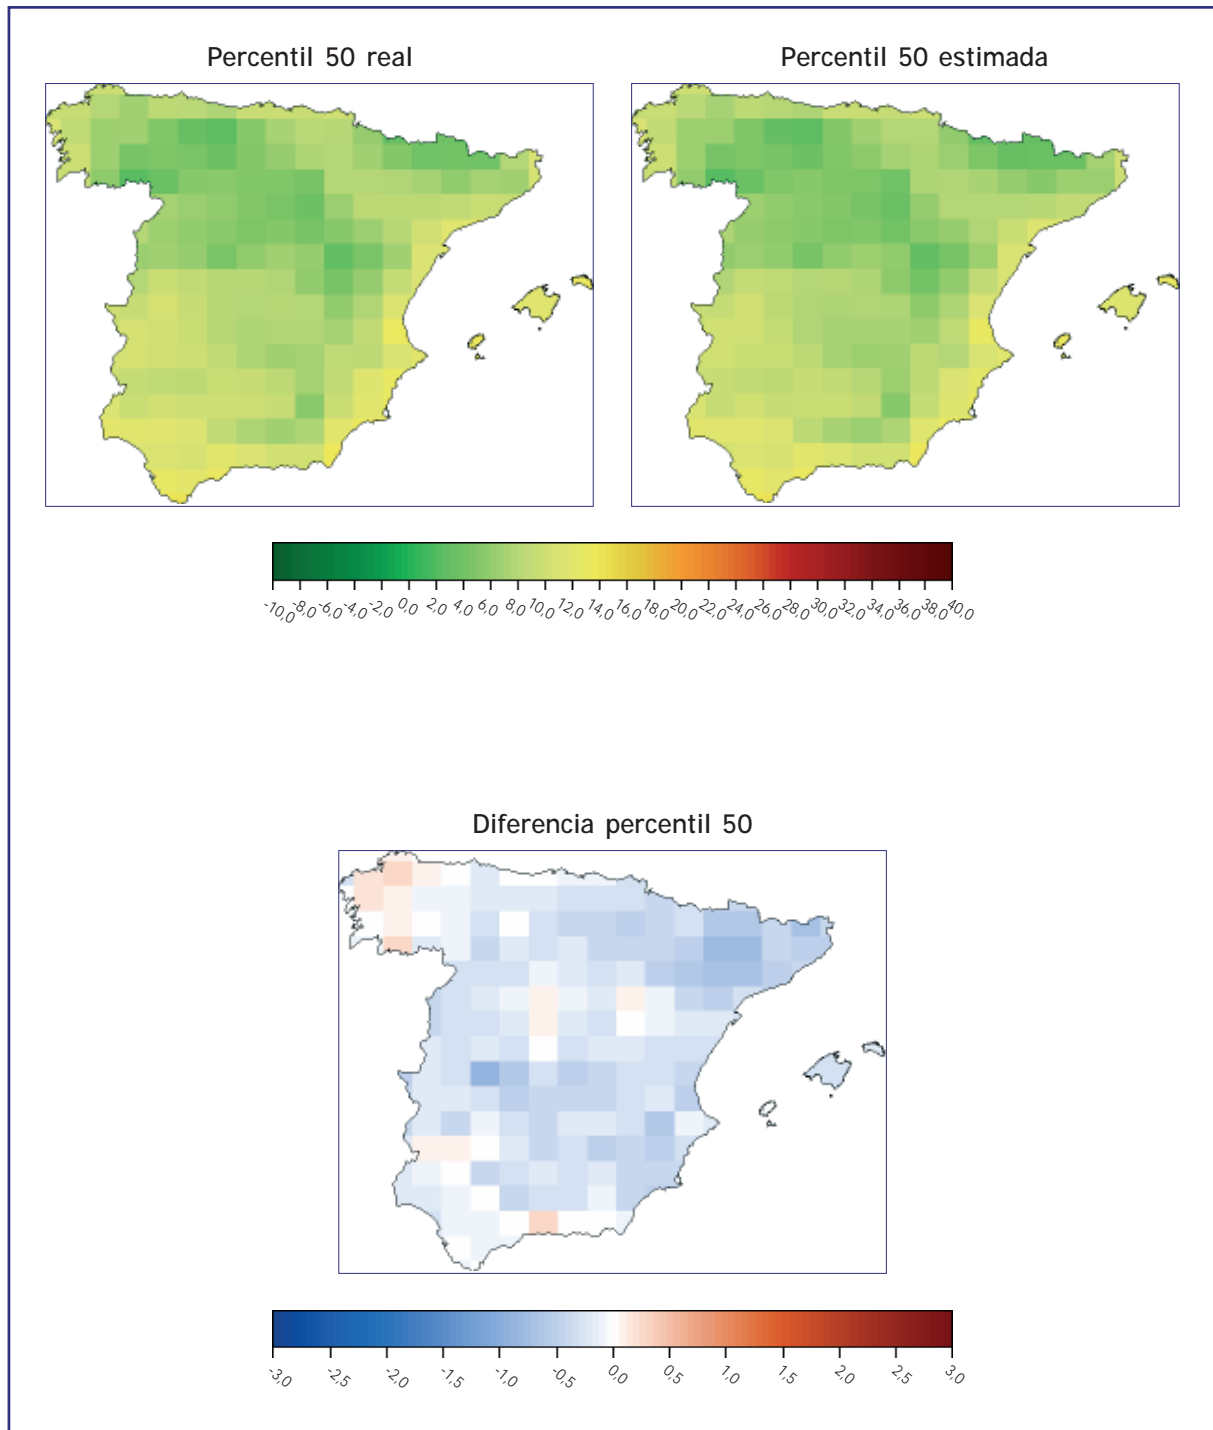 Percentil 50 real
Percentil 50 estimada
-10,0 -8,0 -6,0 -4,0 -2,0 0,0 2,0 4,0 6,0 8,0 10,0 12,0 14,0 16,0 18,0 20,0 22,0 24,0 26,0 28,0 30,0 32,0 34,0 36,0 38,0 40,0
Diferencia percentil 50
-3,0 -2,5 -2,0 -1,5 -1,0 -0,5 0,0 0,5 1,0 1,5 2,0 2,5 3,0